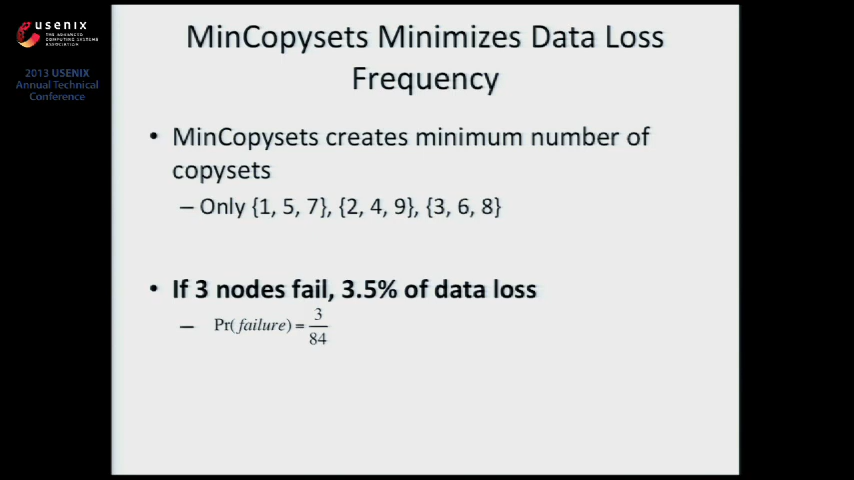 usenix
THE ADVANCED
COMPUTING SYSTEMS
ASSOCIATION
2013 USENIX
Annual Technical
Conference
MinCopysets Minimizes Data Loss
Frequency
• MinCopysets creates minimum number of
copysets
– Only {1, 5, 7}, {2, 4, 9}, {3, 6, 8}
• If 3 nodes fail, 3.5% of data loss
– Pr(failure) = 3/84